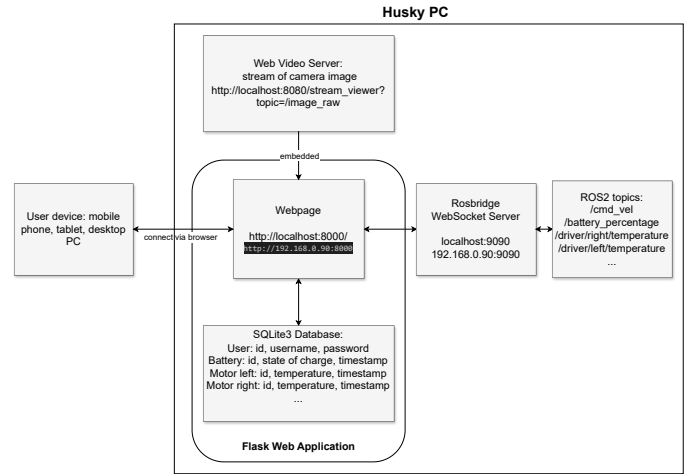 Husky PC
Web Video Server:
stream of camera image
http://localhost:8080/stream_viewer?
topic=/image_raw
embedded
User device: mobile
phone, tablet, desktop
PC
connect via browser
Webpage
http://localhost:8000/
http://192.168.0.90:8000
Rosbridge
WebSocket Server
localhost:9090
192.168.0.90:9090
ROS2 topics:
/cmd_vel
/battery_percentage
/driver/right/temperature
/driver/left/temperature
...
SQLite3 Database:
User: id, username, password
Battery: id, state of charge, timestamp
Motor left: id, temperature, timestamp
Motor right: id, temperature, timestamp
...
Flask Web Application